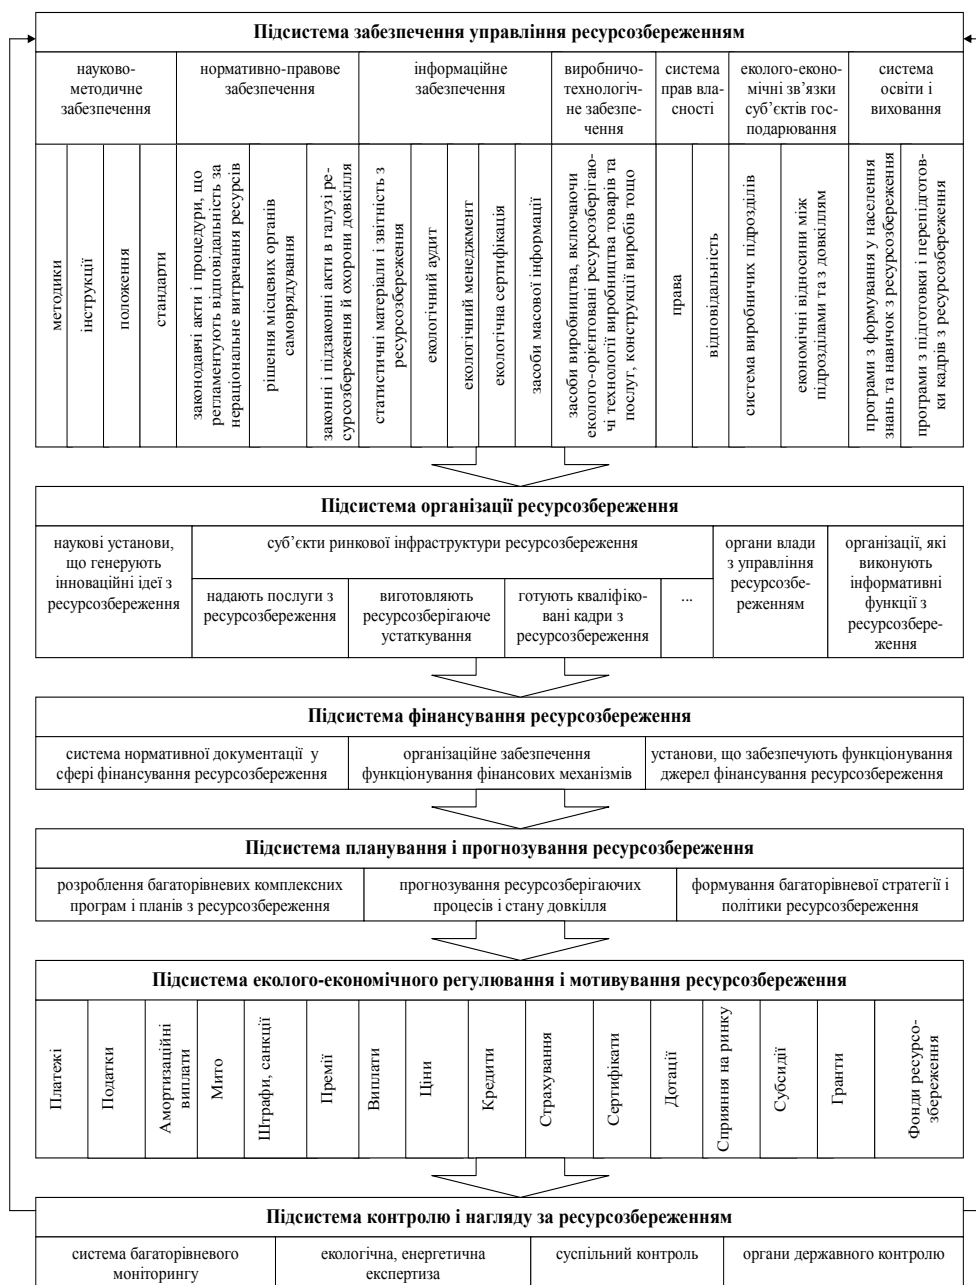 Підсистема забезпечення управління ресурсозбереженням
науково-
методичне
забезпечення
нормативно-правове
забезпечення
інформаційне
забезпечення
виробничо-
технологіч-
не забезпе-
чення
система
прав вла-
сності
еколого-еконо-
мічні зв’язки
суб’єктів гос-
подарювання
система
освіти і
виховання
методики
інструкції
положення
стандарти
законодавчі акти і процедури, що
регламентують відповідальність за
нераціональне витрачання ресурсів
рішення місцевих органів
самоврядування
законні і підзаконні акти в галузі ре-
сурсозбереження й охорони довкілля
статистичні матеріали і звітність з
ресурсозбереження
екологічний аудит
екологічний менеджмент
екологічна сертифікація
засоби масової інформації
засоби виробництва, включаючи
еколого-орієнтовані ресурсозберігаю-
чі технології виробництва товарів та
послуг, конструкції виробів тощо
права
відповідальність
система виробничих підрозділів
економічні відносини між
підрозділами та з довкіллям
програми з формування у населення
знань та навичок з ресурсозбереження
програми з підготовки і перепідготов-
ки кадрів з ресурсозбереження
Підсистема організації ресурсозбереження
наукові установи,
що генерують
інноваційні ідеї з
ресурсозбереження
суб’єкти ринкової інфраструктури ресурсозбереження
надають послуги з
ресурсозбереження
виготовляють
ресурсозберігаюче
устаткування
готують кваліфіко-
вані кадри з
ресурсозбереження
...
органи влади
з управління
ресурсозбе-
реженням
організації, які
виконують
інформативні
функції з
ресурсозбере-
ження
Підсистема фінансування ресурсозбереження
система нормативної документації у
сфері фінансування ресурсозбереження
організаційне забезпечення
функціонування фінансових механізмів
установи, що забезпечують функціонування
джерел фінансування ресурсозбереження
Підсистема планування і прогнозування ресурсозбереження
розроблення багаторівневих комплексних
програм і планів з ресурсозбереження
прогнозування ресурсозберігаючих
процесів і стану довкілля
формування багаторівневої стратегії і
політики ресурсозбереження
Підсистема еколого-економічного регулювання і мотивування ресурсозбереження
Платежі
Податки
Амортизаційні
виплати
Мито
Штрафи, санкції
Премії
Виплати
Ціни
Кредити
Страхування
Сертифікати
Дотації
Сприяння на ринку
Субсидії
Гранти
Фонди ресурсо-
збереження
Підсистема контролю і нагляду за ресурсозбереженням
система багаторівневого
моніторингу
екологічна, енергетична
експертиза
суспільний контроль
органи державного контролю